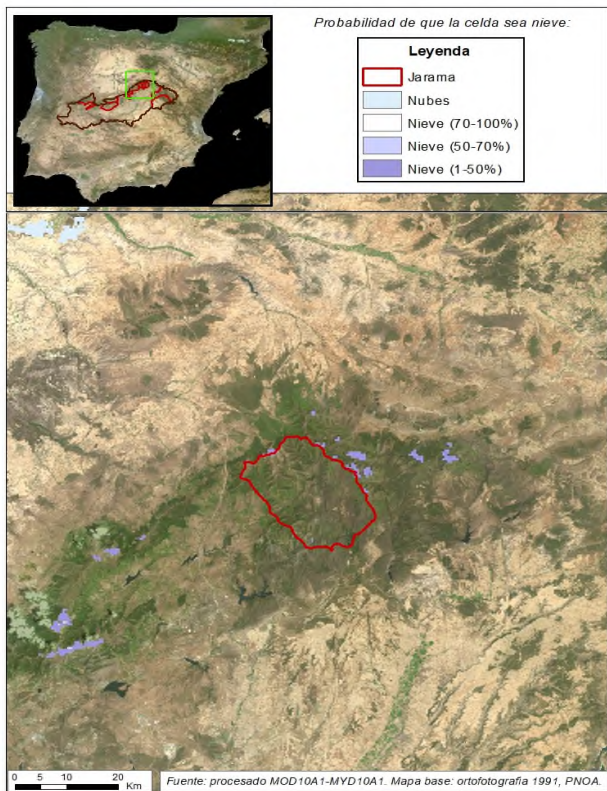 Probabilidad de que la celda sea nieve:
Leyenda
Jarama
Nubes
Nieve (70-100%)
Nieve (50-70%)
Nieve (1-50%)
0 5 10 20
Km
Fuente: procesado MOD10A1-MYD10A1. Mapa base: ortofotografia 1991, PNOA.